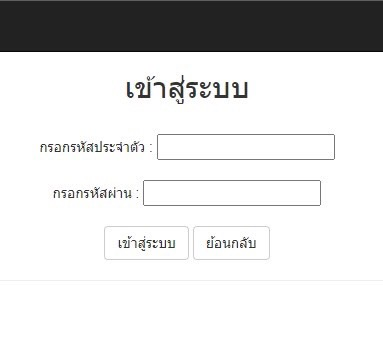 เข้าสู่ระบบ
กรอกรหัสประจำตัว :
กรอกรหัสผ่าน :
เข้าสู่ระบบ ย้อนกลับ